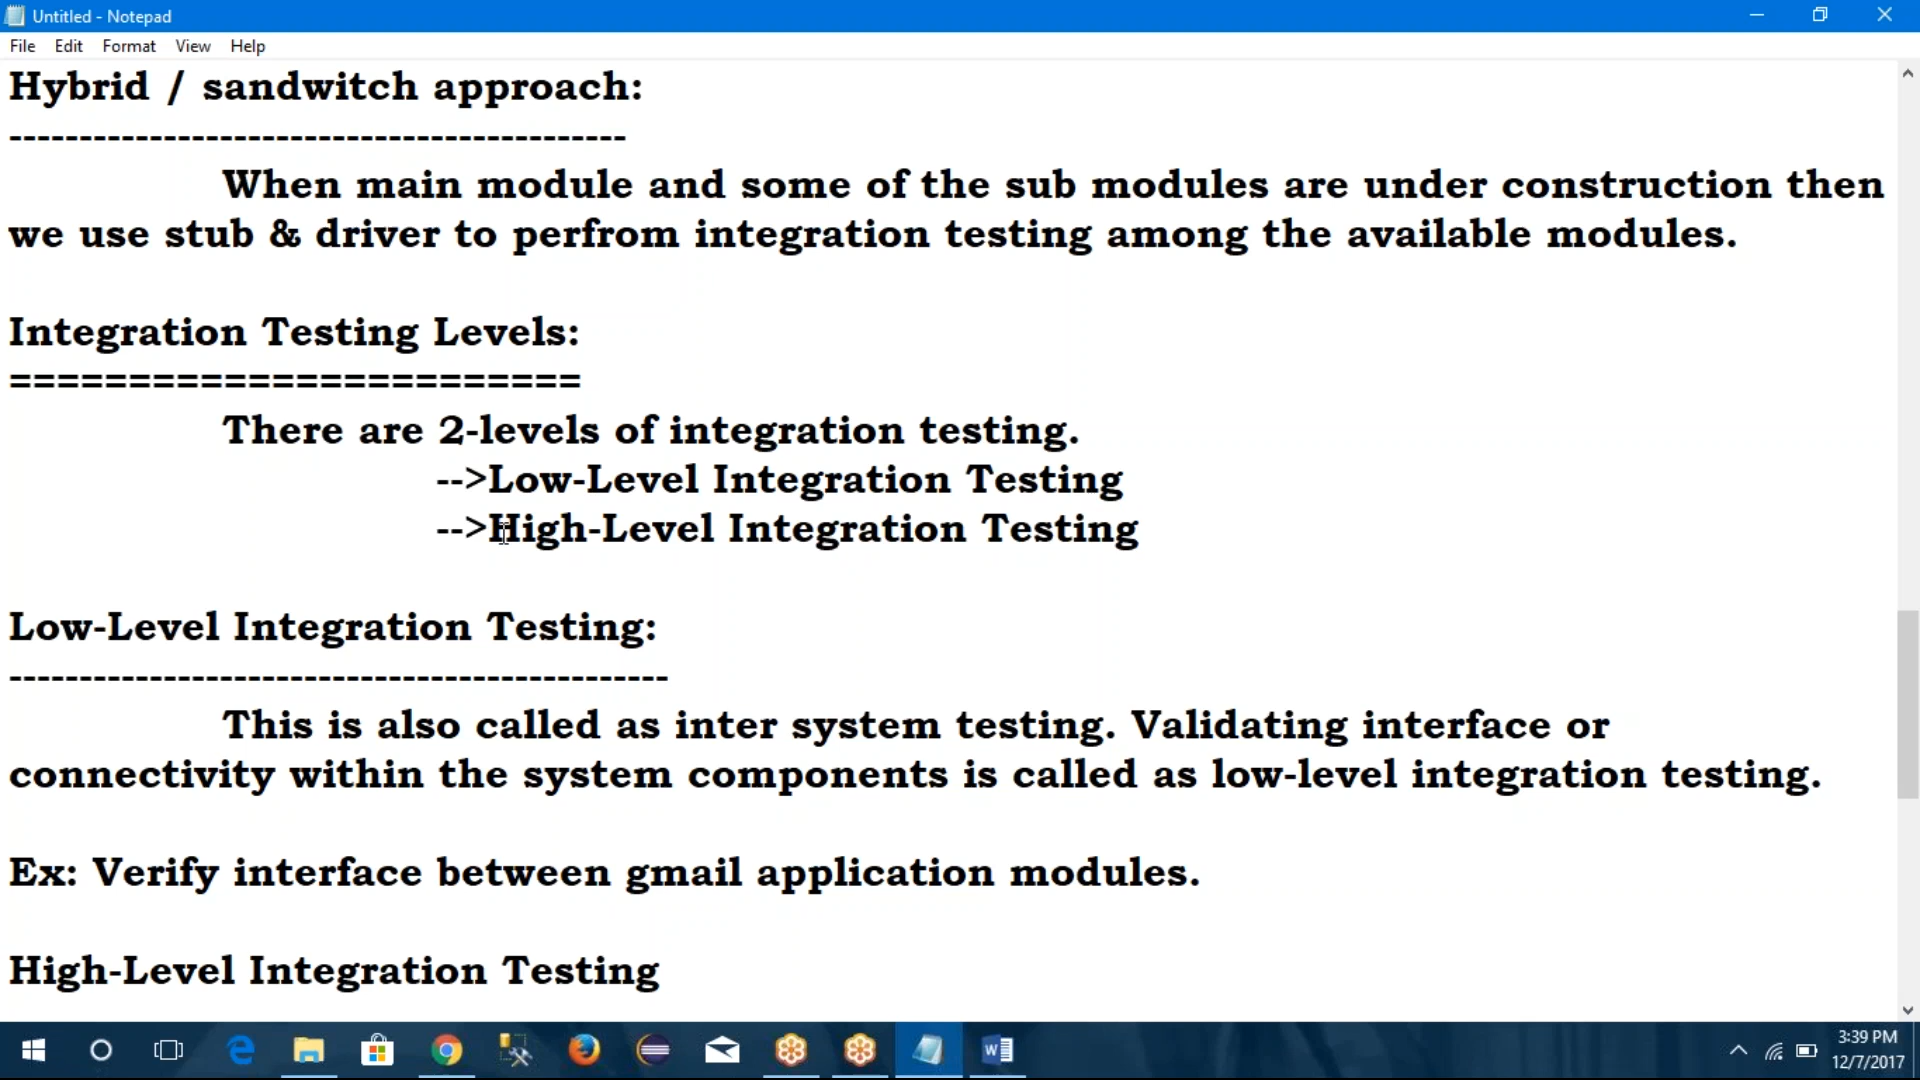 Untitled - Notepad
File Edit Format View Help
Hybrid / sandwitch approach:
--------------------------------------------
When main module and some of the sub modules are under construction then
we use stub & driver to perfrom integration testing among the available modules.
Integration Testing Levels:
========================
There are 2-levels of integration testing.
-->Low-Level Integration Testing
-->High-Level Integration Testing
Low-Level Integration Testing:
-----------------------------------------------
This is also called as inter system testing. Validating interface or
connectivity within the system components is called as low-level integration testing.
Ex: Verify interface between gmail application modules.
High-Level Integration Testing
3:39 PM
12/7/2017